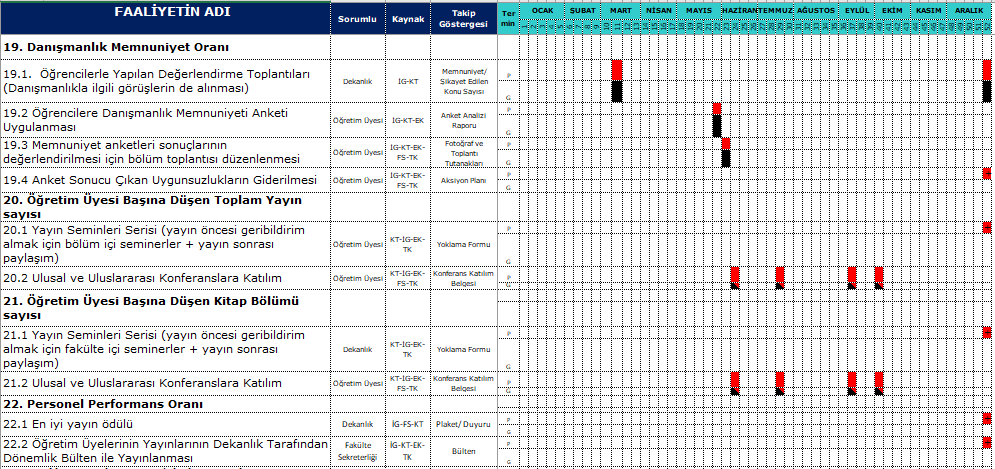 FAALİYETİN ADI
Sorumlu
Kaynak
Takip
Göstergesi
Ter
min
OCAK
ŞUBAT
MART
NİSAN
MAYIS
HAZİRAN
TEMMUZ
AĞUSTOS
EYLÜL
EKİM
KASIM
ARALIK
19. Danışmanlık Memnuniyet Oranı
19.1. Öğrencilerle Yapılan Değerlendirme Toplantıları
(Danışmanlıkla ilgili görüşlerin de alınması)
Dekanlık
İG-KT
Memnuniyet/
Şikayet Edilen
Konu Sayısı
P
G
19.2 Öğrencilere Danışmanlık Memnuniyeti Anketi
Uygulanması
Öğretim Üyesi
İG-KT-EK
Anket Analizi
Raporu
P
G
19.3 Memnuniyet anketleri sonuçlarının
değerlendirilmesi için bölüm toplantısı düzenlenmesi
Öğretim Üyesi
İG-KT-EK-
FS-TK
Fotoğraf ve
Toplantı
Tutanakları
P
G
19.4 Anket Sonucu Çıkan Uygunsuzlukların Giderilmesi
Öğretim Üyesi
İG-KT-EK-
FS-TK
Aksiyon Planı
P
G
20. Öğretim Üyesi Başına Düşen Toplam Yayın
sayısı
20.1 Yayın Seminleri Serisi (yayın öncesi geribildirim
almak için bölüm içi seminerler + yayın sonrası
paylaşım)
Öğretim Üyesi
KT-İG-EK-
TK
Yoklama Formu
P
G
20.2 Ulusal ve Uluslararası Konferanslara Katılım
Öğretim Üyesi
KT-İG-EK-
FS-TK
Konferans Katılım
Belgesi
P
G
21. Öğretim Üyesi Başına Düşen Kitap Bölümü
sayısı
21.1 Yayın Seminleri Serisi (yayın öncesi geribildirim
almak için fakülte içi seminerler + yayın sonrası
paylaşım)
Dekanlık
KT-İG-EK-
TK
Yoklama Formu
P
G
21.2 Ulusal ve Uluslararası Konferanslara Katılım
Öğretim Üyesi
KT-İG-EK-
FS-TK
Konferans Katılım
Belgesi
P
G
22. Personel Performans Oranı
22.1 En iyi yayın ödülü
Dekanlık
İG-FS-KT
Plaket/ Duyuru
P
G
22.2 Öğretim Üyelerinin Yayınlarının Dekanlık Tarafından
Dönemlik Bülten ile Yayınlanması
Fakülte
Sekreterliği
İG-KT-EK-
TK
Bülten
P
G